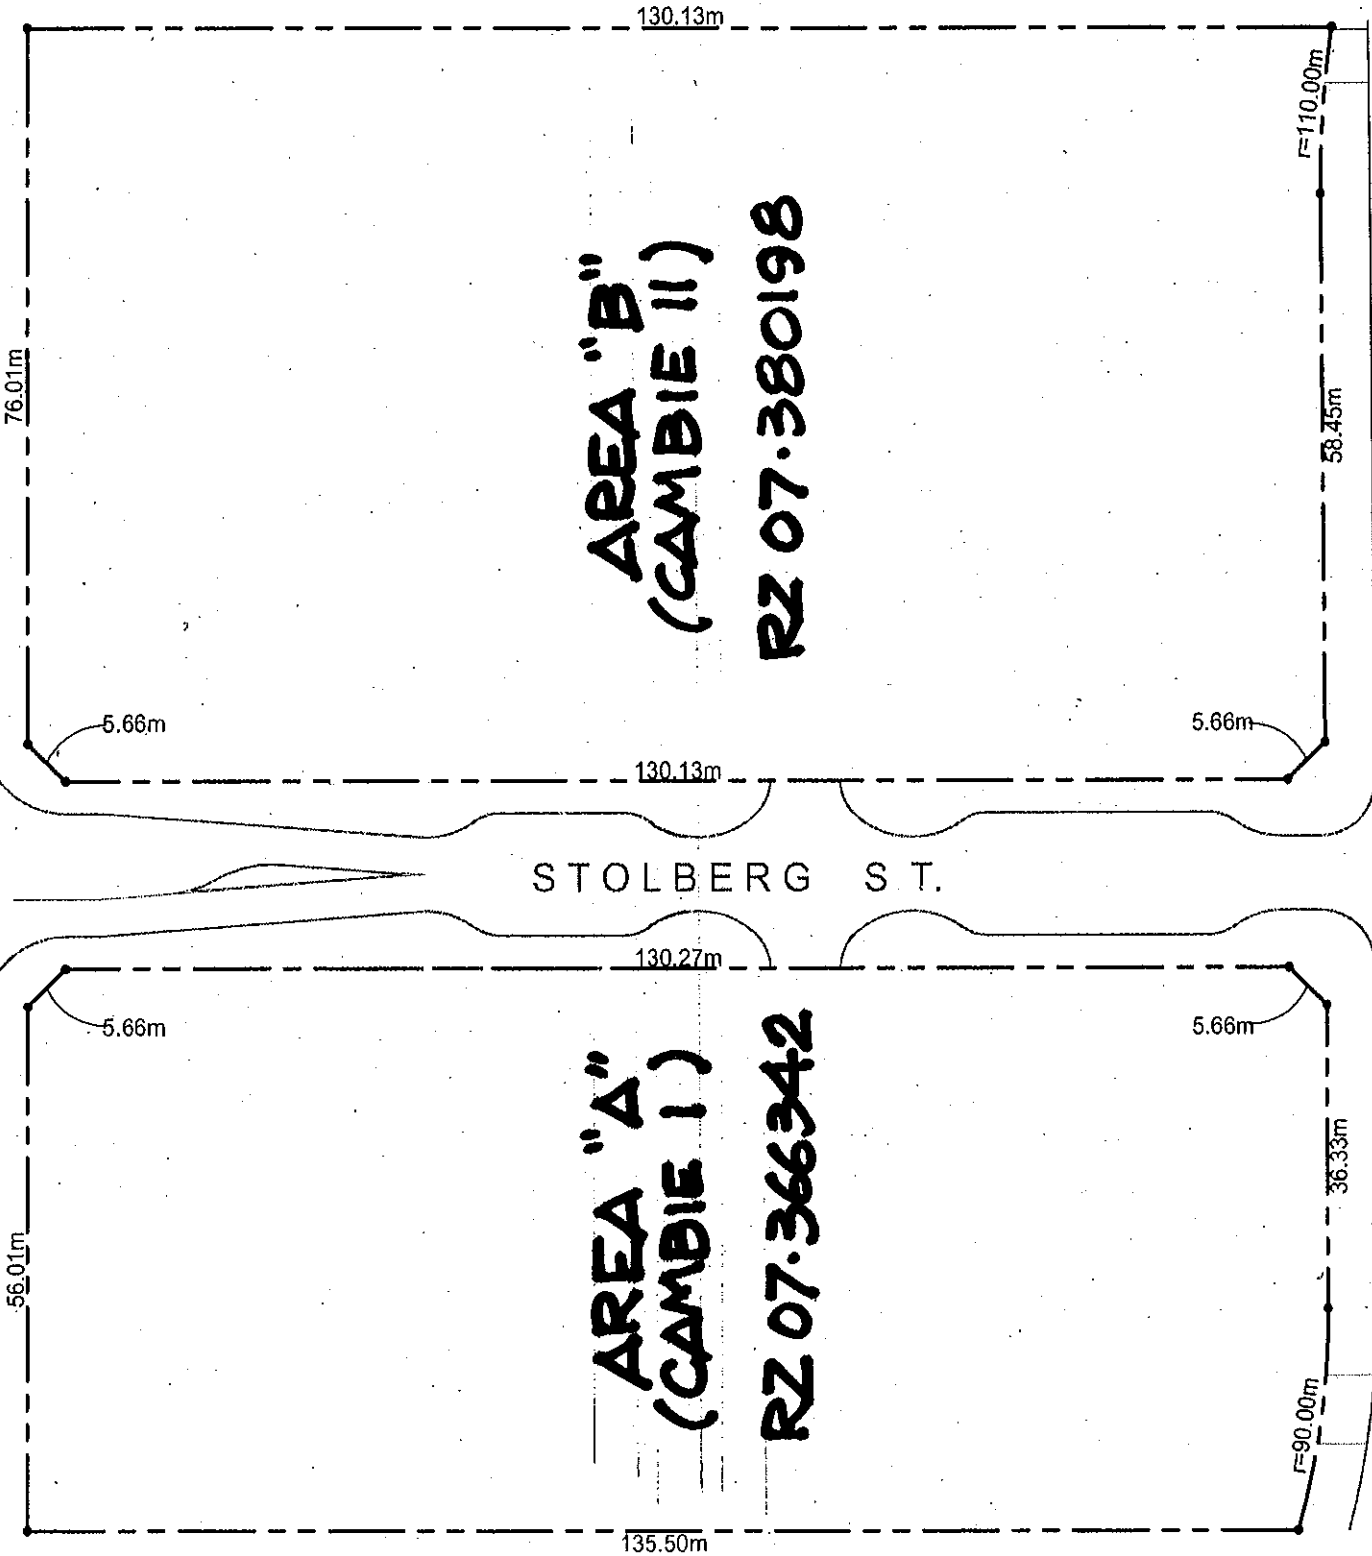 130.13m
r=110.00m
AREA "B"
(CAMBIE II)
RZ 07·380198
76.01m
58.45m
5.66m
5.66m
130.13m
STOLBERG ST.
130.27m
5.66m
5.66m
AREA "A"
(CAMBIE I)
RZ 07·366342
36.33m
56.01m
r=90.00m
135.50m